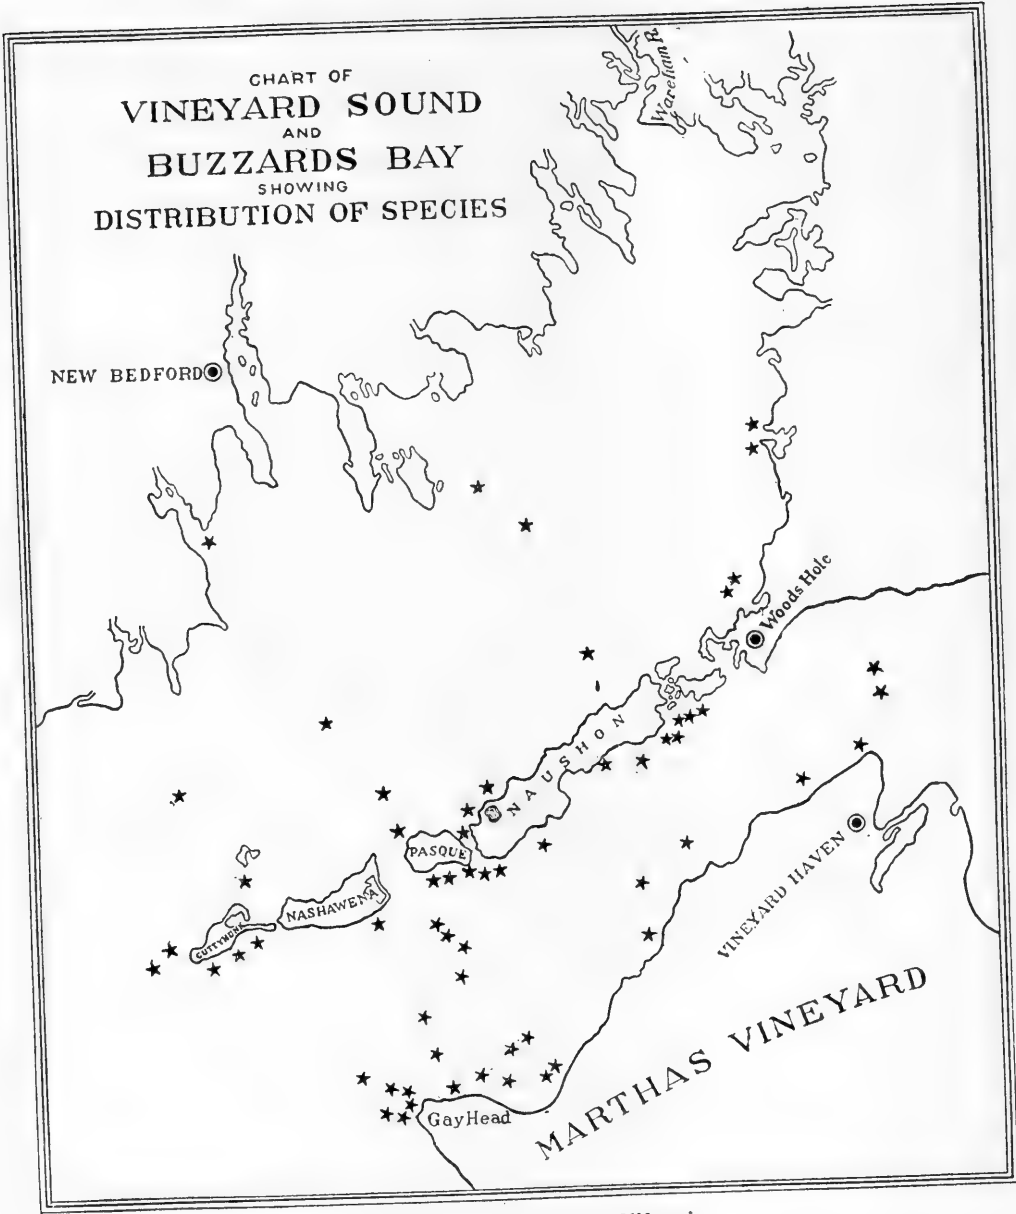 CHART OF
VINEYARD SOUND
AND
BUZZARDS BAY
SHOWING
DISTRIBUTION OF SPECIES
Wareham R.
NEW BEDFORD
Woods Hole
NAUSHON
PASQUE
NASHAWENA
CUTTYHUNK
VINEYARD HAVEN
MARTHAS VINEYARD
Gay Head